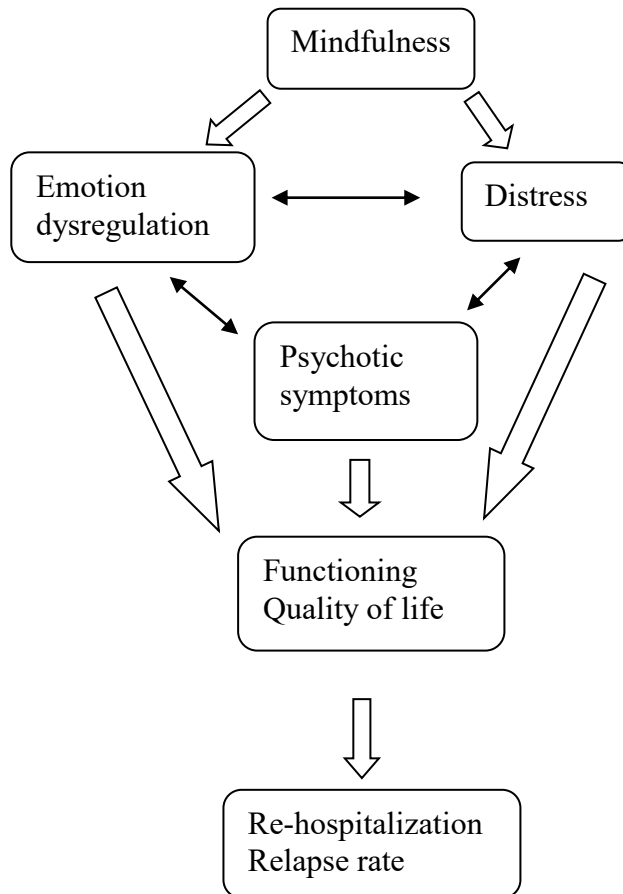 Mindfulness
Emotion
dysregulation
Distress
Psychotic
symptoms
Functioning
Quality of life
Re-hospitalization
Relapse rate